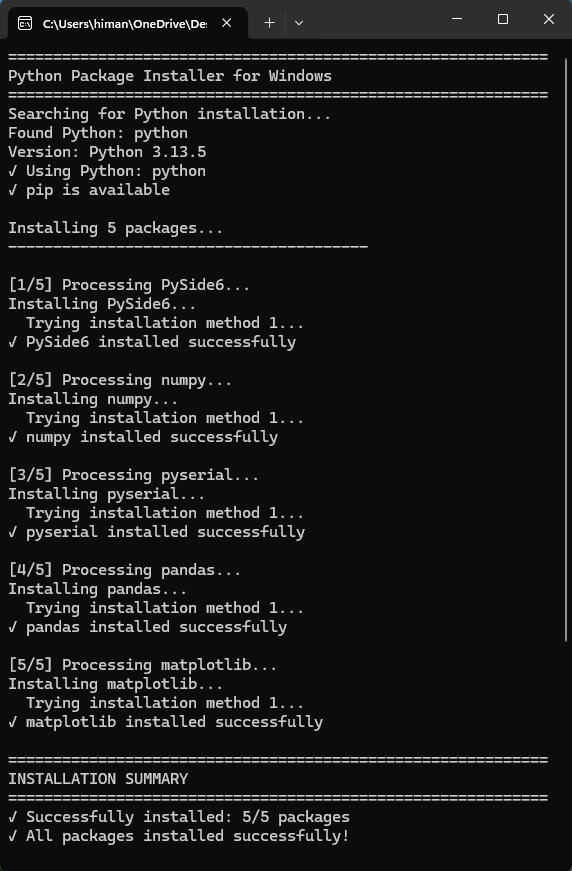 C:\Users\himan\OneDrive\De:
============================================================
Python Package Installer for Windows
============================================================
Searching for Python installation...
Found Python: python
Version: Python 3.13.5
✓ Using Python: python
✓ pip is available
Installing 5 packages...
----------------------------------------
[1/5] Processing PySide6...
Installing PySide6...
  Trying installation method 1...
✓ PySide6 installed successfully
[2/5] Processing numpy...
Installing numpy...
  Trying installation method 1...
✓ numpy installed successfully
[3/5] Processing pyserial...
Installing pyserial...
  Trying installation method 1...
✓ pyserial installed successfully
[4/5] Processing pandas...
Installing pandas...
  Trying installation method 1...
✓ pandas installed successfully
[5/5] Processing matplotlib...
Installing matplotlib...
  Trying installation method 1...
✓ matplotlib installed successfully
============================================================
INSTALLATION SUMMARY
============================================================
✓ Successfully installed: 5/5 packages
✓ All packages installed successfully!